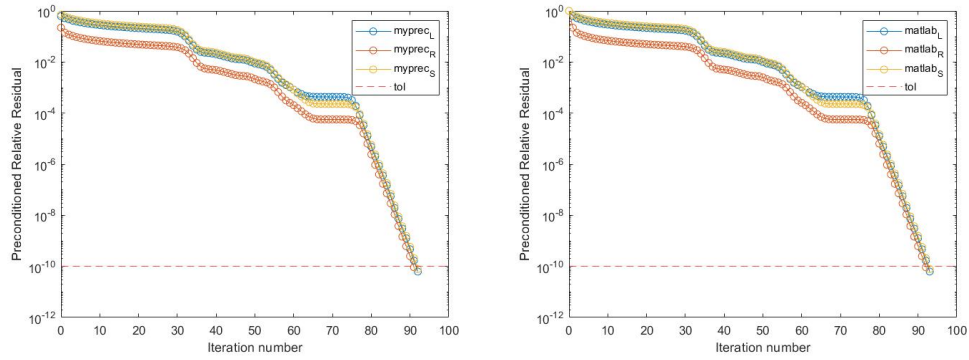 10^0
10^-2
10^-4
10^-6
10^-8
10^-10
10^-12
Preconditioned Relative Residual
0 10 20 30 40 50 60 70 80 90 100
Iteration number
myprec_L
myprec_R
myprec_S
tol
10^0
10^-2
10^-4
10^-6
10^-8
10^-10
10^-12
Preconditioned Relative Residual
0 10 20 30 40 50 60 70 80 90 100
Iteration number
matlab_L
matlab_R
matlab_S
tol